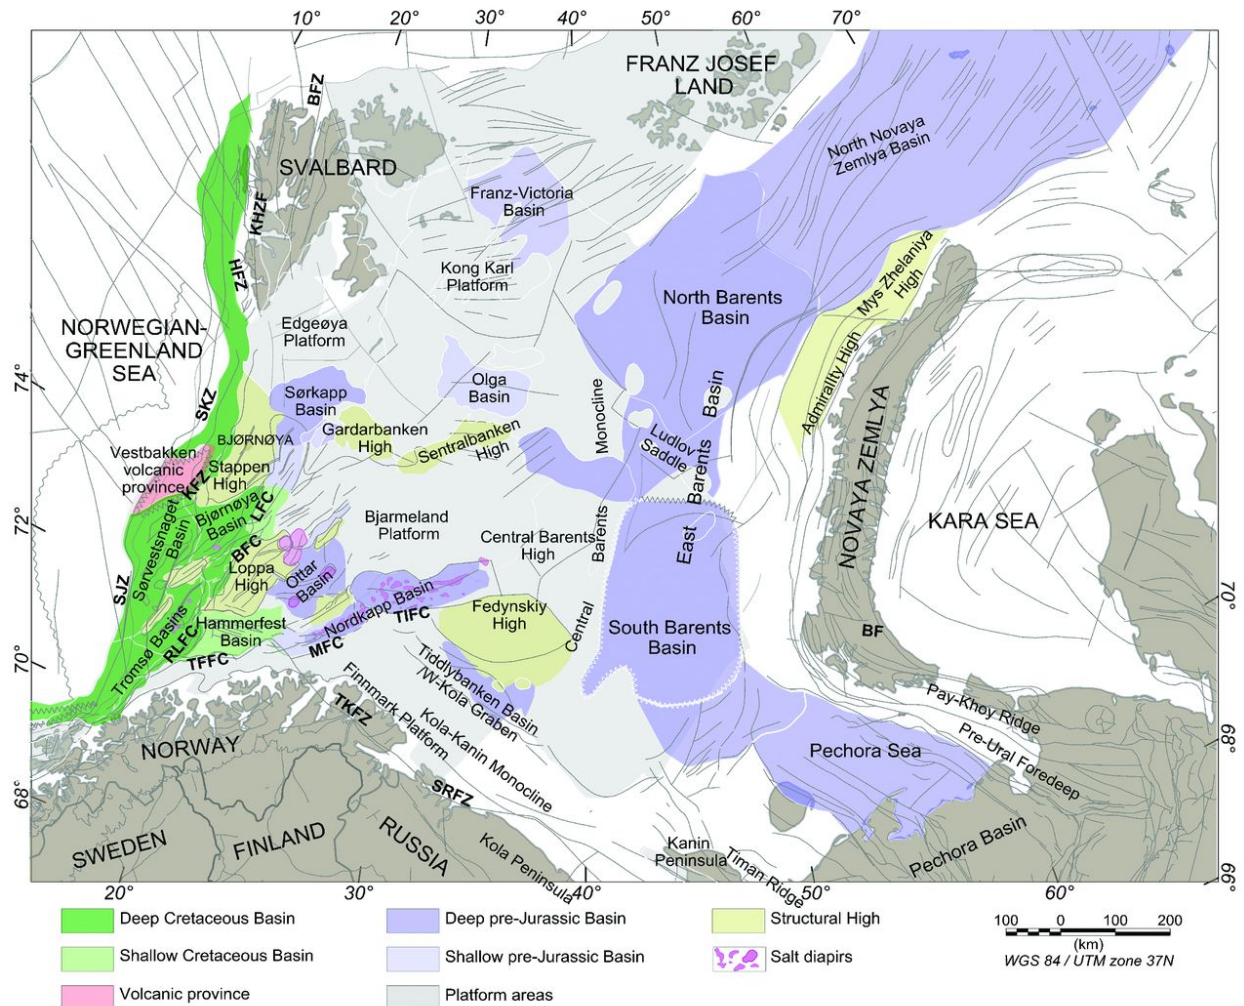 10°
20°
30°
40°
50°
60°
70°
FRANZ JOSEF
LAND
BFZ
SVALBARD
North Novaya
Zemlya Basin
Franz-Victoria
Basin
KHZF
HFZ
Kong Karl
Platform
Mys Zhelaniya
High
North Barents
Basin
NORWEGIAN-
GREENLAND
SEA
Edgeøya
Platform
Admirality High
74°
SKZ
Sørkapp
Basin
Olga
Basin
Gardarbanken
High
Sentralbanken
High
Monocline
Barents
Central
Basin
Barents
East
Ludlov
Saddle
NOVAYA ZEMLYA
BJØRNØYA
Vestbakken
volcanic
province
KFZ
Stappen
High
72°
Bjørnøya
Basin
LFC
Bjarmeland
Platform
Central Barents
High
KARA SEA
Sørvestsnaget
Basin
BFC
Loppa
High
Ottar
Basin
SJZ
Nordkapp Basin
TIFC
Fedynskiy
High
70°
South Barents
Basin
BF
Tromsø Basins
RLFC
Hammerfest
Basin
TFFC
MFC
70°
Tiddlybanken Basin
/W-Kola Graben
Finnmark Platform
Kola-Kanin Monocline
TKFZ
Pay-Khoy Ridge
Pre-Ural Foredeep
NORWAY
Pechora Sea
68°
68°
SRFZ
SWEDEN
FINLAND
RUSSIA
Kola Peninsula
Kanin
Peninsula
Timan Ridge
Pechora Basin
66°
20°
30°
40°
50°
60°
Deep Cretaceous Basin
Deep pre-Jurassic Basin
Structural High
Shallow Cretaceous Basin
Shallow pre-Jurassic Basin
Salt diapirs
Volcanic province
Platform areas
100 0 100 200
(km)
WGS 84 / UTM zone 37N